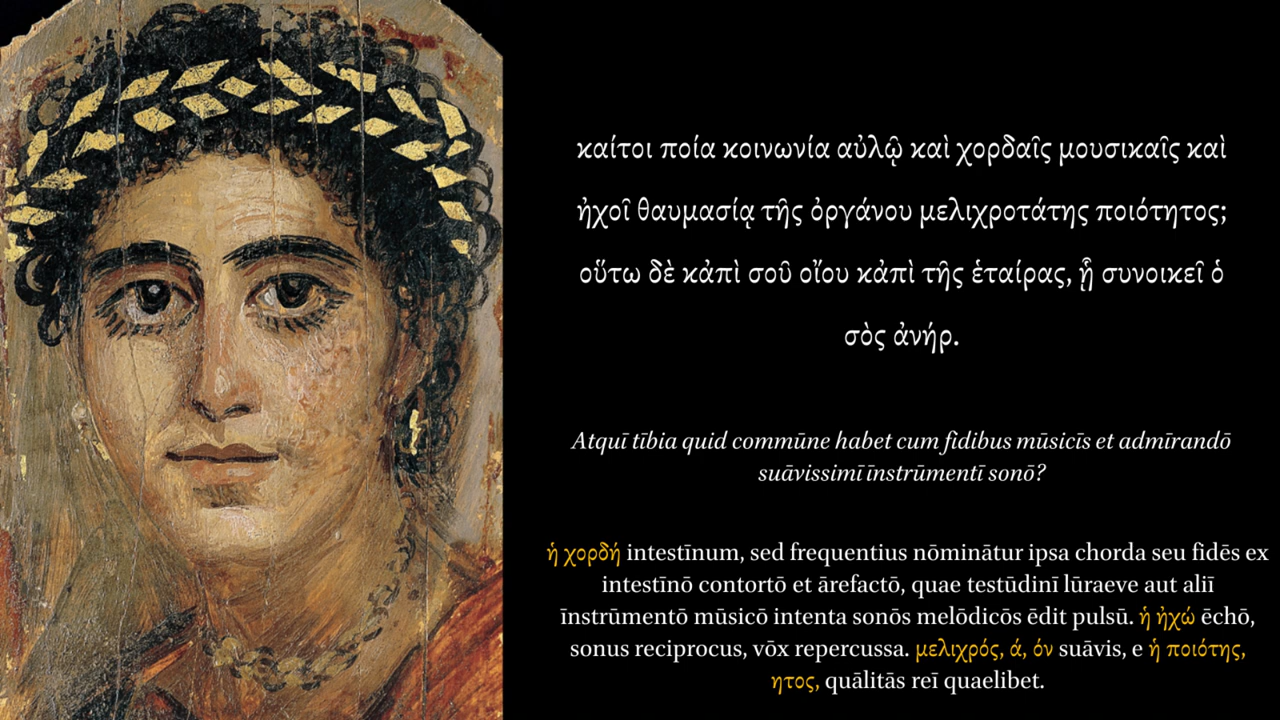 καίτοι ποία κοινωνία αὐλῷ καὶ χορδαῖς μουσικαῖς καὶ
ἠχοῖ θαυμασίᾳ τῆς ὀργάνου μελιχροτάτης ποιότητος;
οὕτω δὲ κἀπὶ σοῦ οἴου κἀπὶ τῆς ἑταίρας, ᾗ συνοικεῖ ὁ
σὸς ἀνήρ.
Atquī tībia quid commūne habet cum fidibus mūsicīs et admīrandō
suāvissimī īnstrūmentī sonō?
ἡ χορδή intestīnum, sed frequentius nōminātur ipsa chorda seu fidēs ex
intestīnō contortō et ārefactō, quae testūdinī lūraeve aut aliī
īnstrūmentō mūsicō intenta sonōs melōdicōs ēdit pulsū. ἡ ἠχώ ēchō,
sonus reciprocus, vōx repercussa. μελιχρός, ά, όν suāvis, e ἡ ποιότης,
ητος, quālitās reī quaelibet.